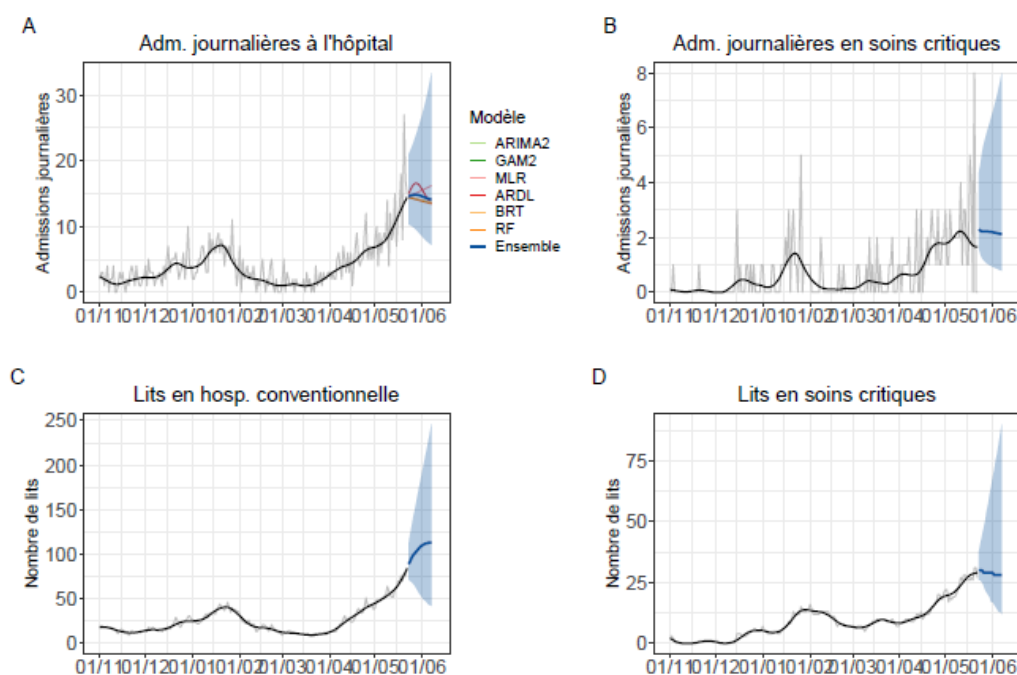 A
Adm. journalières à l'hôpital
Admissions journalières
30
20
10
0
01/11
01/12
01/01
01/02
01/03
01/04
01/05
01/06
Modèle
ARIMA2
GAM2
MLR
ARDL
BRT
RF
Ensemble
B
Adm. journalières en soins critiques
Admissions journalières
8
6
4
2
0
01/11
01/12
01/01
01/02
01/03
01/04
01/05
01/06
C
Lits en hosp. conventionnelle
Nombre de lits
250
200
150
100
50
0
01/11
01/12
01/01
01/02
01/03
01/04
01/05
01/06
D
Lits en soins critiques
Nombre de lits
75
50
25
0
01/11
01/12
01/01
01/02
01/03
01/04
01/05
01/06